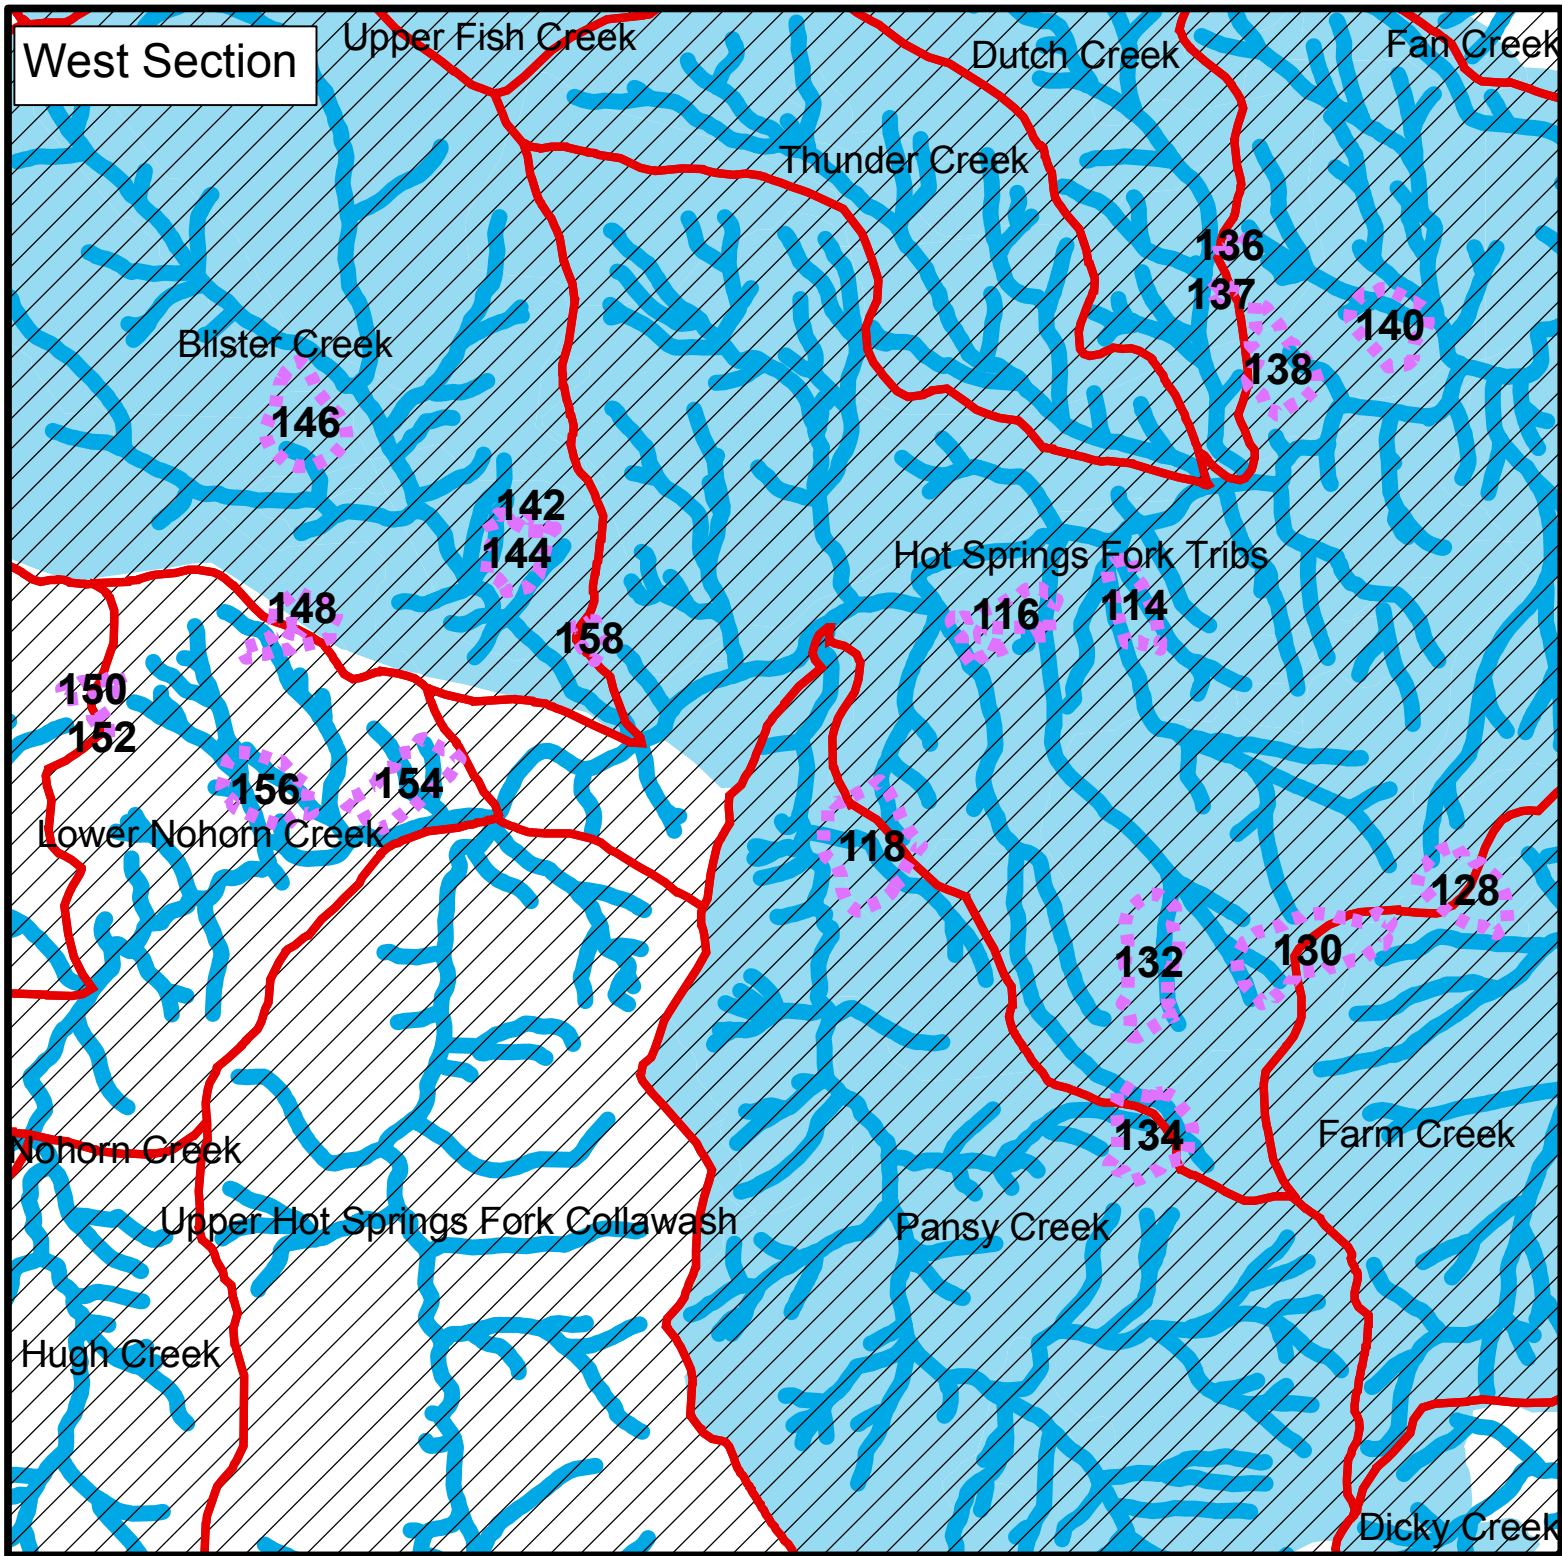 West Section
Upper Fish Creek
Dutch Creek
Fan Creek
Thunder Creek
136
137
140
Blister Creek
138
146
142
144
Hot Springs Fork Tribs
148
116
114
158
150
152
156
154
Lower Nohorn Creek
118
128
132
130
Nohorn Creek
134
Farm Creek
Upper Hot Springs Fork Collawash
Pansy Creek
Hugh Creek
Dicky Creek